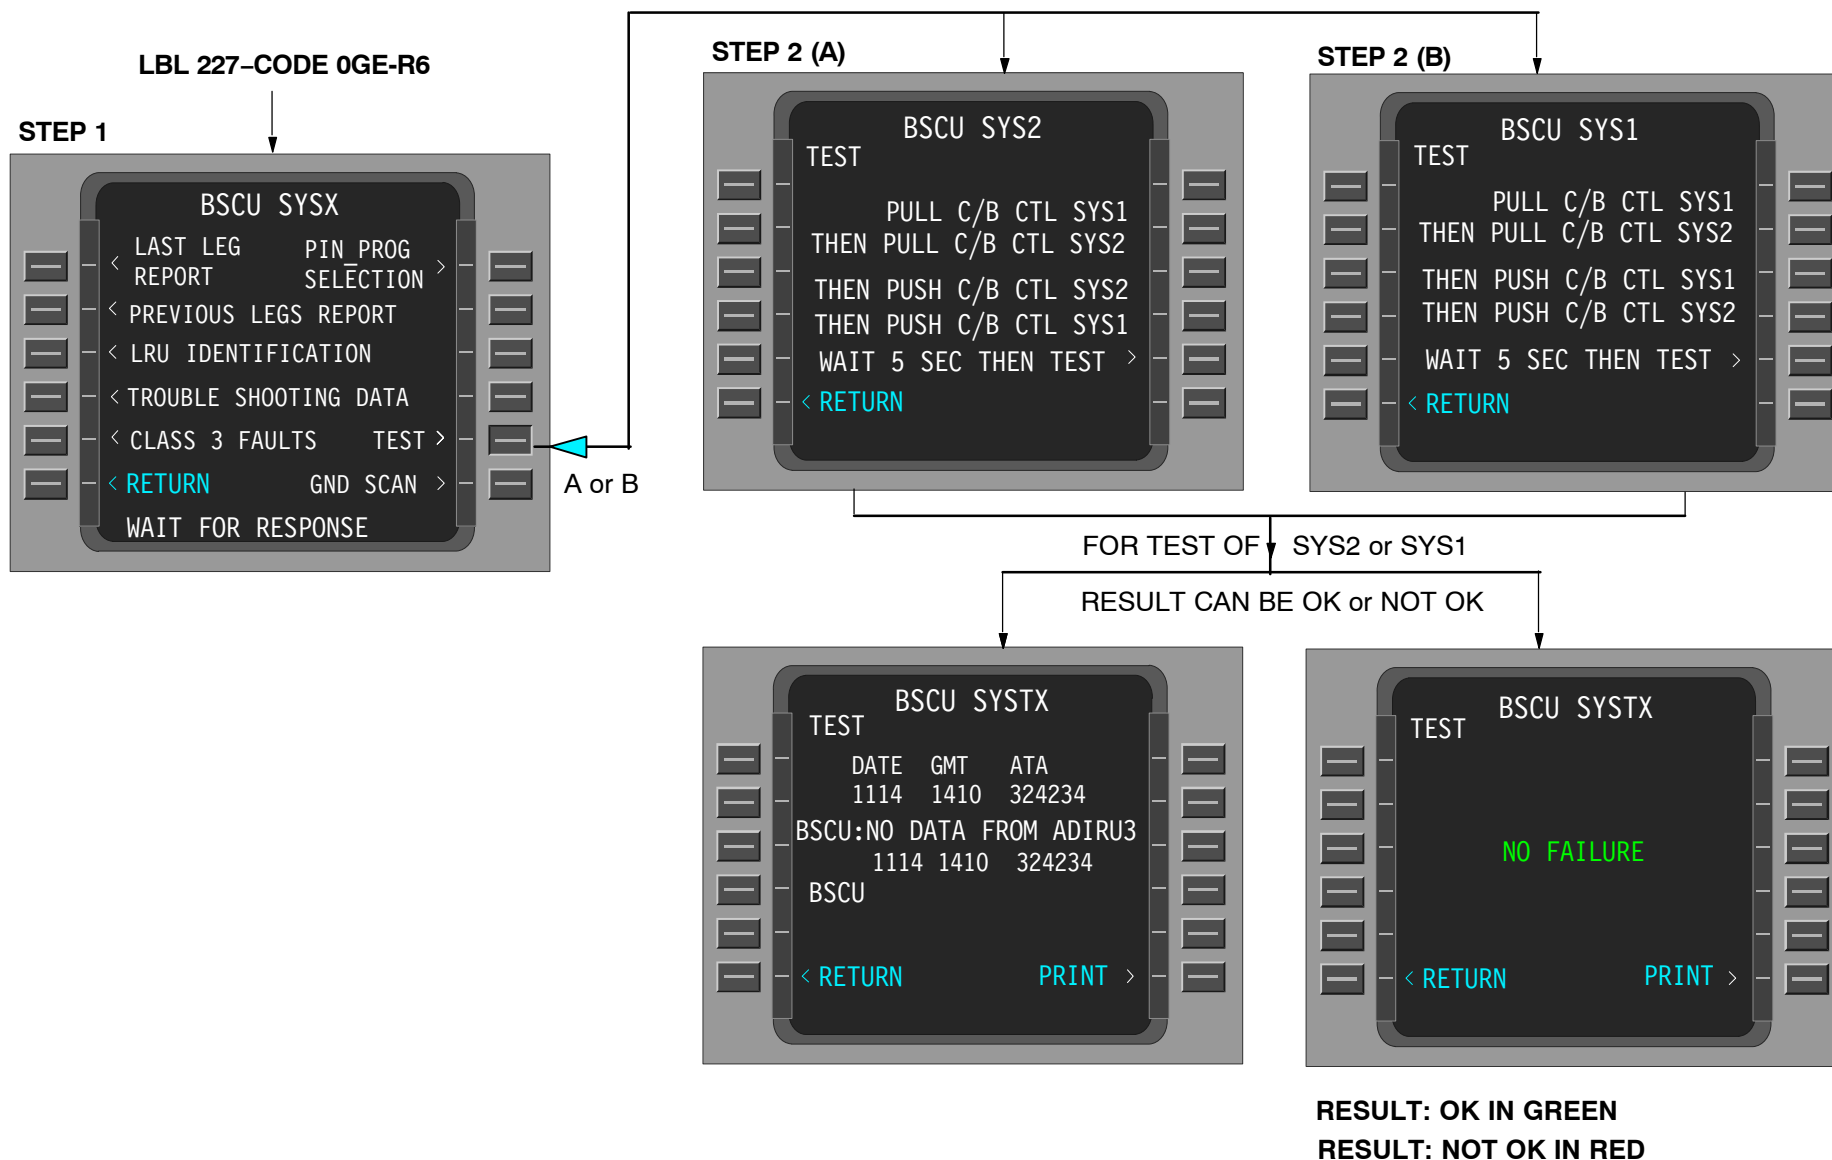 LBL 227–CODE 0GE-R6
STEP 1
BSCU SYSX
LAST LEG REPORT
PIN_PROG SELECTION
PREVIOUS LEGS REPORT
LRU IDENTIFICATION
TROUBLE SHOOTING DATA
CLASS 3 FAULTS TEST
RETURN GND SCAN
WAIT FOR RESPONSE
A or B
STEP 2 (A)
BSCU SYS2
TEST
PULL C/B CTL SYS1
THEN PULL C/B CTL SYS2
THEN PUSH C/B CTL SYS2
THEN PUSH C/B CTL SYS1
WAIT 5 SEC THEN TEST
RETURN
STEP 2 (B)
BSCU SYS1
TEST
PULL C/B CTL SYS1
THEN PULL C/B CTL SYS2
THEN PUSH C/B CTL SYS1
THEN PUSH C/B CTL SYS2
WAIT 5 SEC THEN TEST
RETURN
FOR TEST OF SYS2 or SYS1
RESULT CAN BE OK or NOT OK
BSCU SYSTX
TEST
DATE GMT ATA
1114 1410 324234
BSCU:NO DATA FROM ADIRU3
1114 1410 324234
BSCU
RETURN PRINT
BSCU SYSTX
TEST
NO FAILURE
RETURN PRINT
RESULT: OK IN GREEN
RESULT: NOT OK IN RED